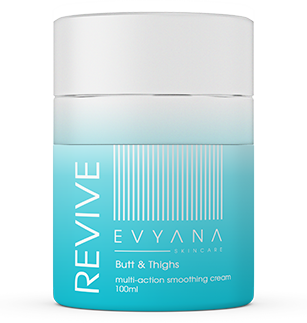 REVIVE
EVYANA
SKINCARE
Butt & Thighs
multi-action smoothing cream
100ml